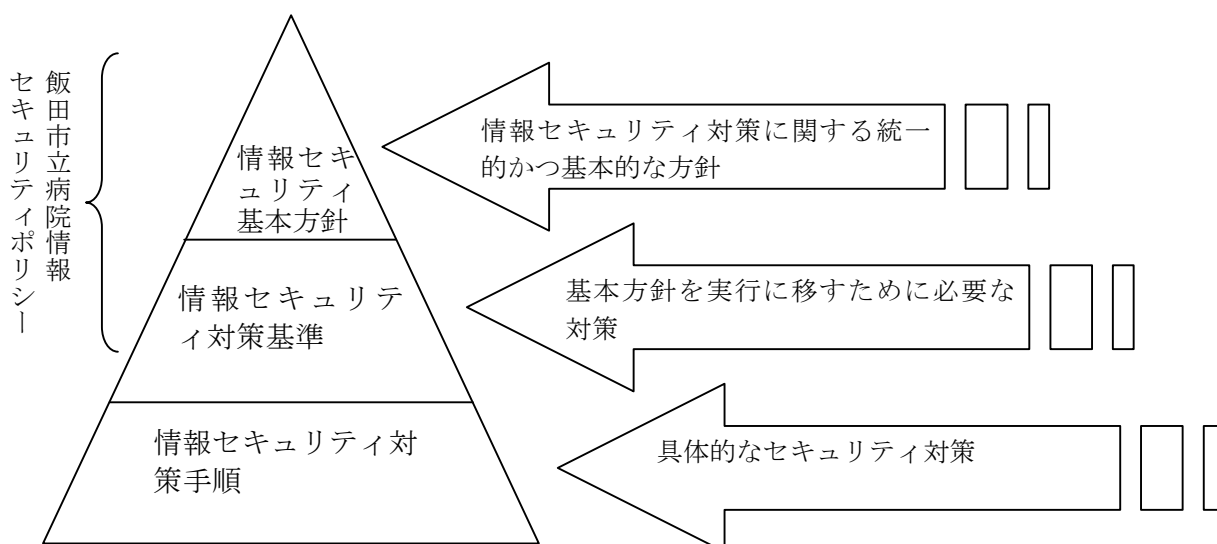 飯田市立病院情報
セキュリティポリシー
情報セキ
ュリティ
基本方針
情報セキュリティ対策に関する統一
的かつ基本的な方針
情報セキュリテ
ィ対策基準
基本方針を実行に移すために必要な
対策
情報セキュリティ対
策手順
具体的なセキュリティ対策